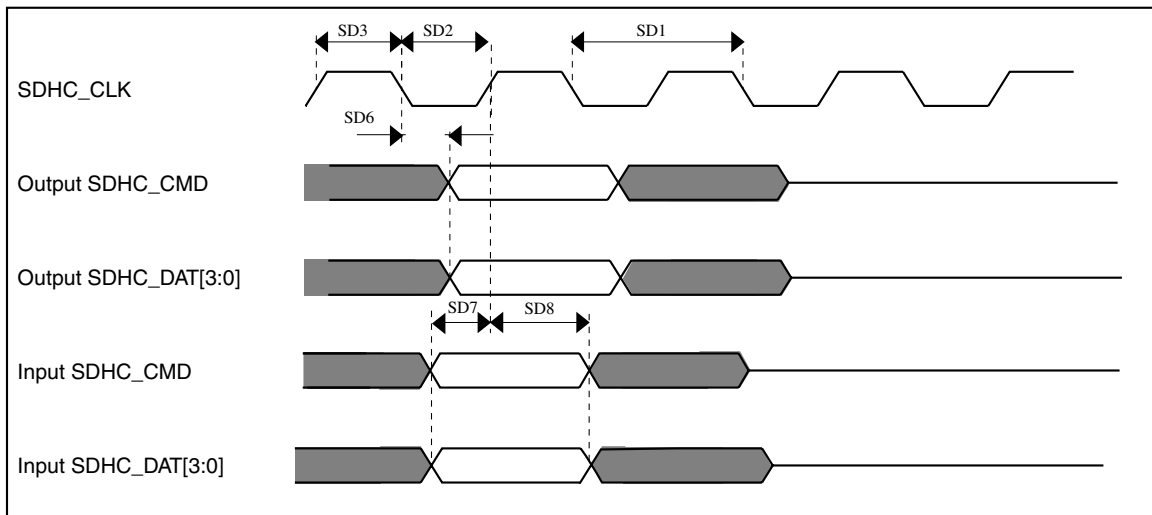 SD3 SD2 SD1
SDHC_CLK
SD6
Output SDHC_CMD
Output SDHC_DAT[3:0]
SD7 SD8
Input SDHC_CMD
Input SDHC_DAT[3:0]